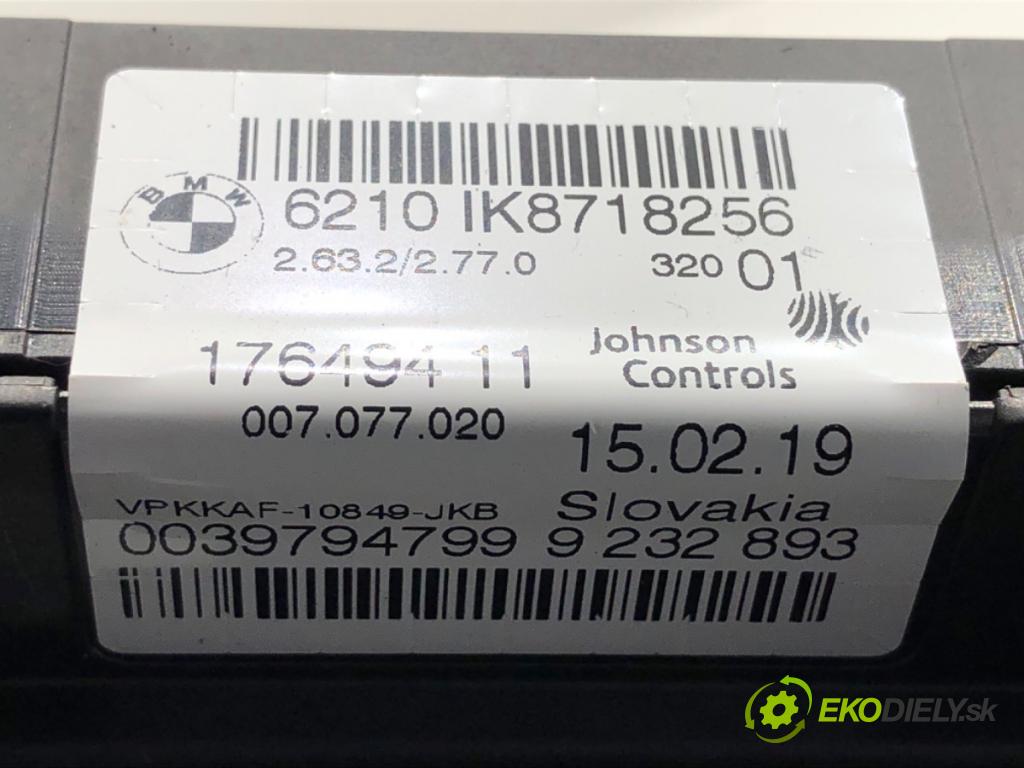 BMW
6210 IK8718256
2.63.2/2.77.0 320 01
Johnson
Controls
176494 11
007.077.020
15.02.19
VPKKAF-10849-JKB Slovakia
00397947999 9 232 893
EKODIELY.sk